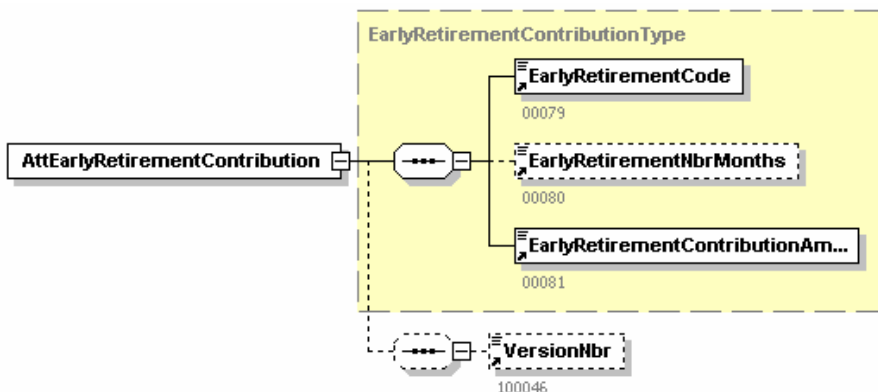 EarlyRetirementContributionType
EarlyRetirementCode
00079
AttEarlyRetirementContribution
EarlyRetirementNbrMonths
00080
EarlyRetirementContributionAm...
00081
VersionNbr
100046